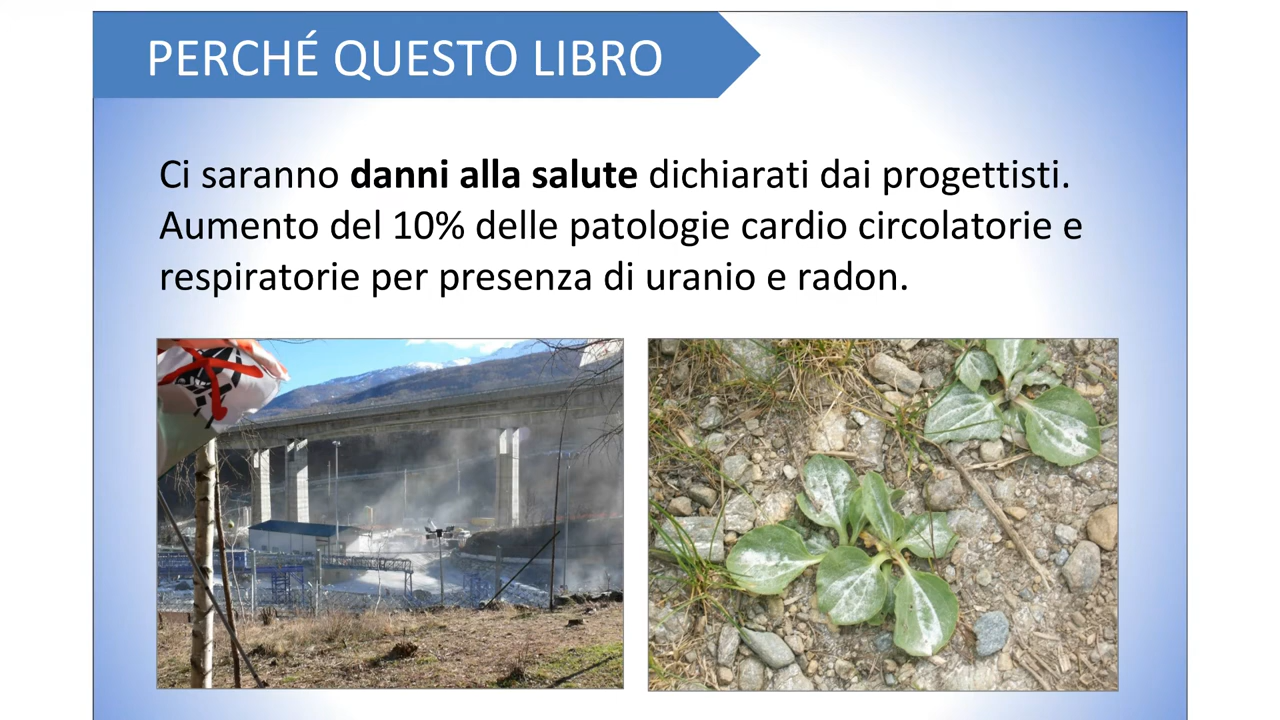 PERCHÉ QUESTO LIBRO
Ci saranno danni alla salute dichiarati dai progettisti.
Aumento del 10% delle patologie cardio circolatorie e
respiratorie per presenza di uranio e radon.